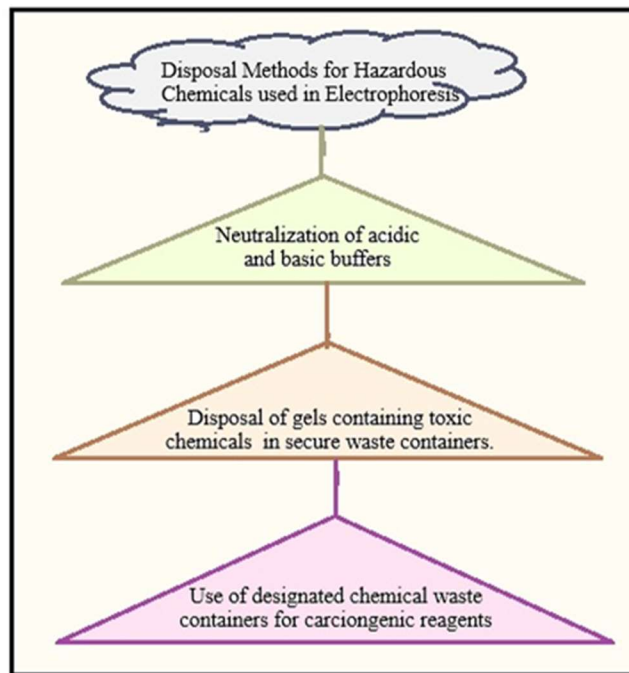 Disposal Methods for Hazardous
Chemicals used in Electrophoresis
Neutralization of acidic
and basic buffers
Disposal of gels containing toxic
chemicals in secure waste containers.
Use of designated chemical waste
containers for carciongenic reagents